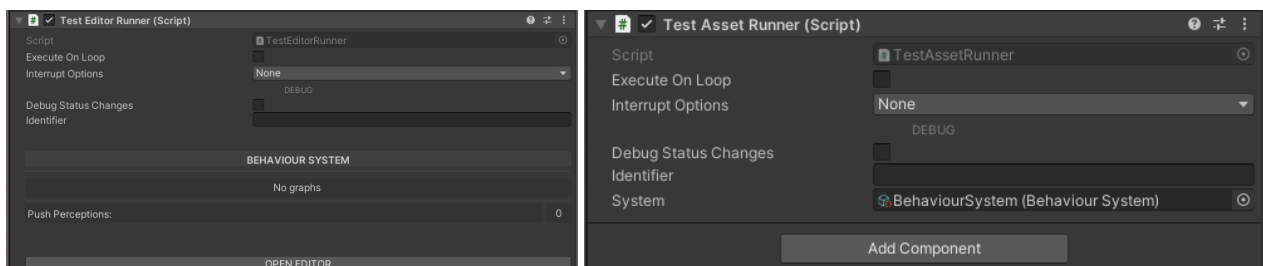 Test Editor Runner (Script)
Script TestEditorRunner
Execute On Loop
Interrupt Options None
DEBUG
Debug Status Changes
Identifier
BEHAVIOUR SYSTEM
No graphs
Push Perceptions: 0
OPEN EDITOR
Test Asset Runner (Script)
Script TestAssetRunner
Execute On Loop
Interrupt Options None
DEBUG
Debug Status Changes
Identifier
System BehaviourSystem (Behaviour System)
Add Component